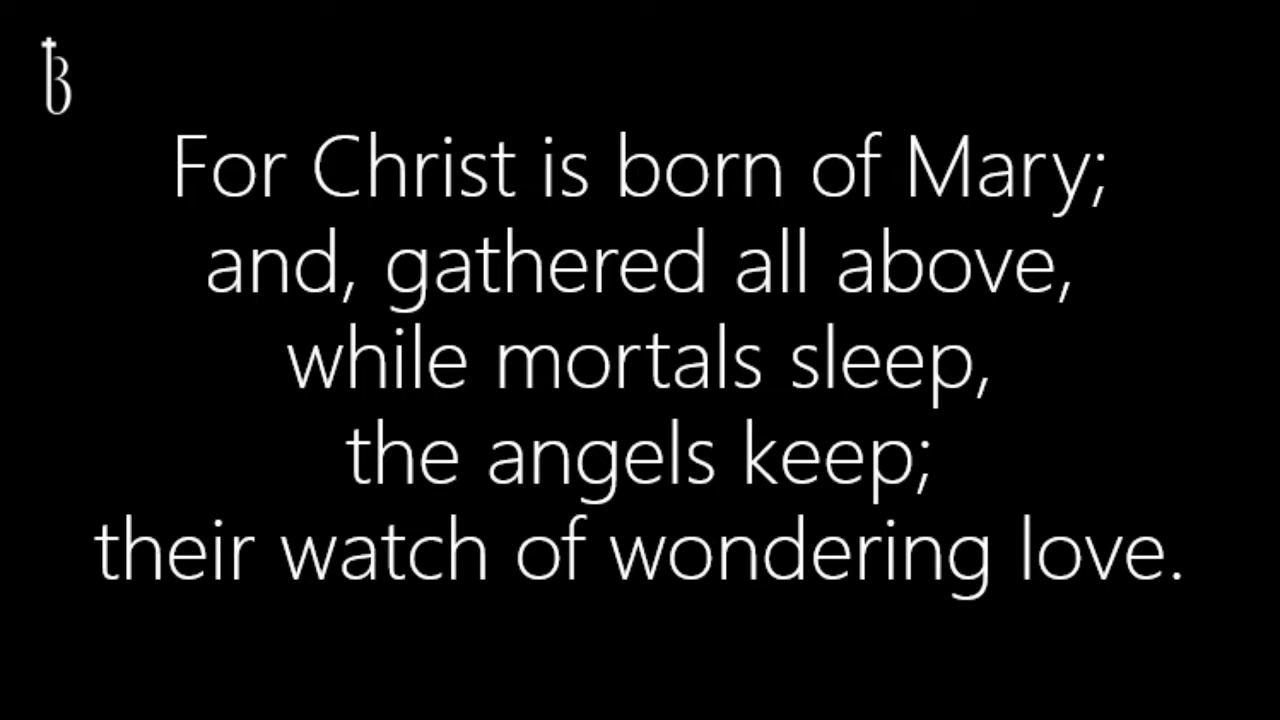 B
For Christ is born of Mary;
and, gathered all above,
while mortals sleep,
the angels keep;
their watch of wondering love.